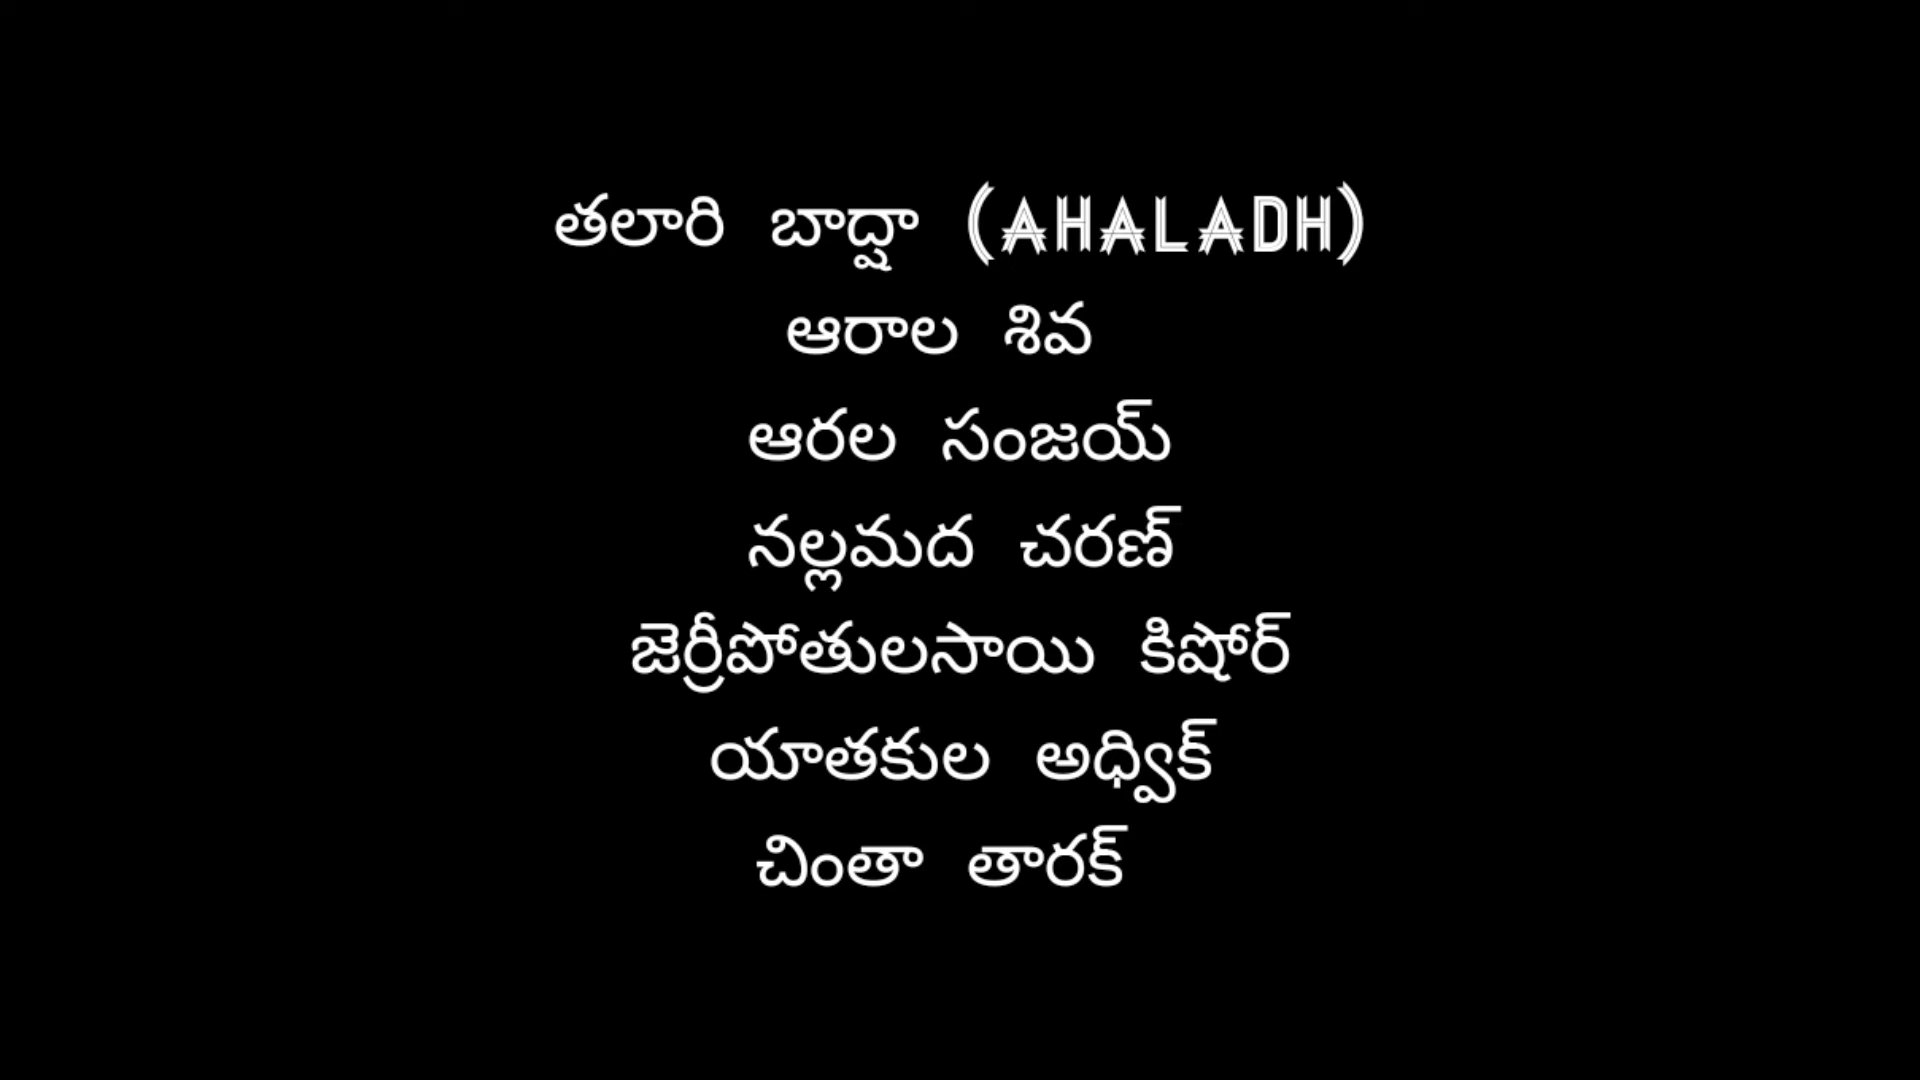 తలారి బాద్షా (AHALADH)
ఆరాల శివ
ఆరల సంజయ్
నల్లమద చరణ్
జెర్రీపోతులసాయి కిషోర్
యాతకుల అధ్విక్
చింతా తారక్